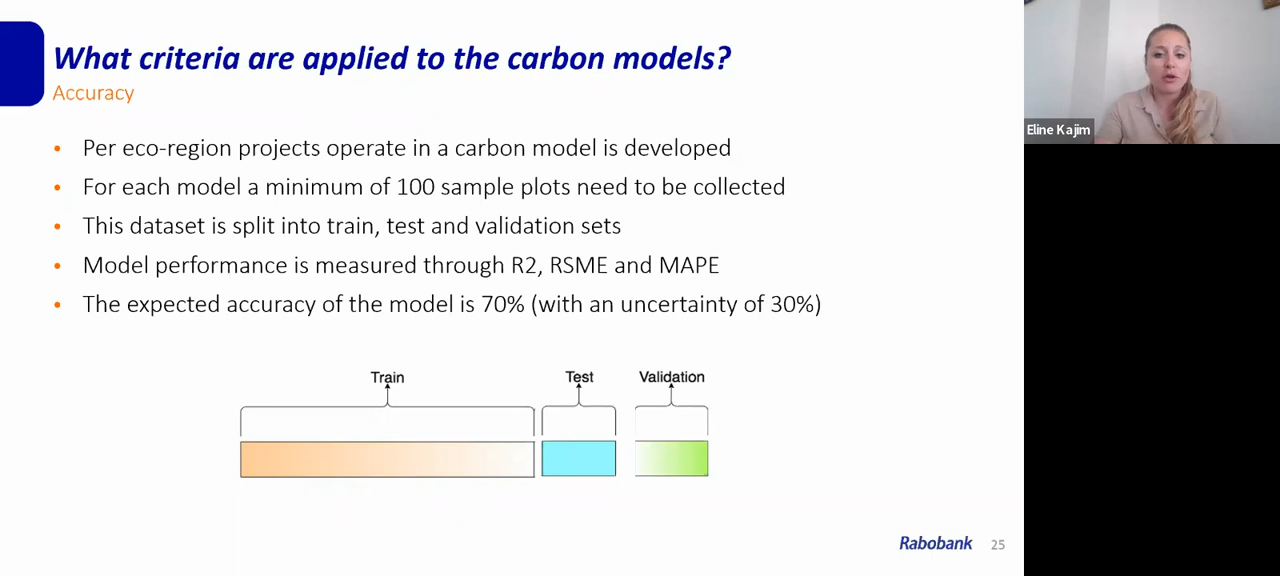 What criteria are applied to the carbon models?
Accuracy
• Per eco-region projects operate in a carbon model is developed
• For each model a minimum of 100 sample plots need to be collected
• This dataset is split into train, test and validation sets
• Model performance is measured through R2, RSME and MAPE
• The expected accuracy of the model is 70% (with an uncertainty of 30%)
Train Test Validation
Rabobank 25
Eline Kajim